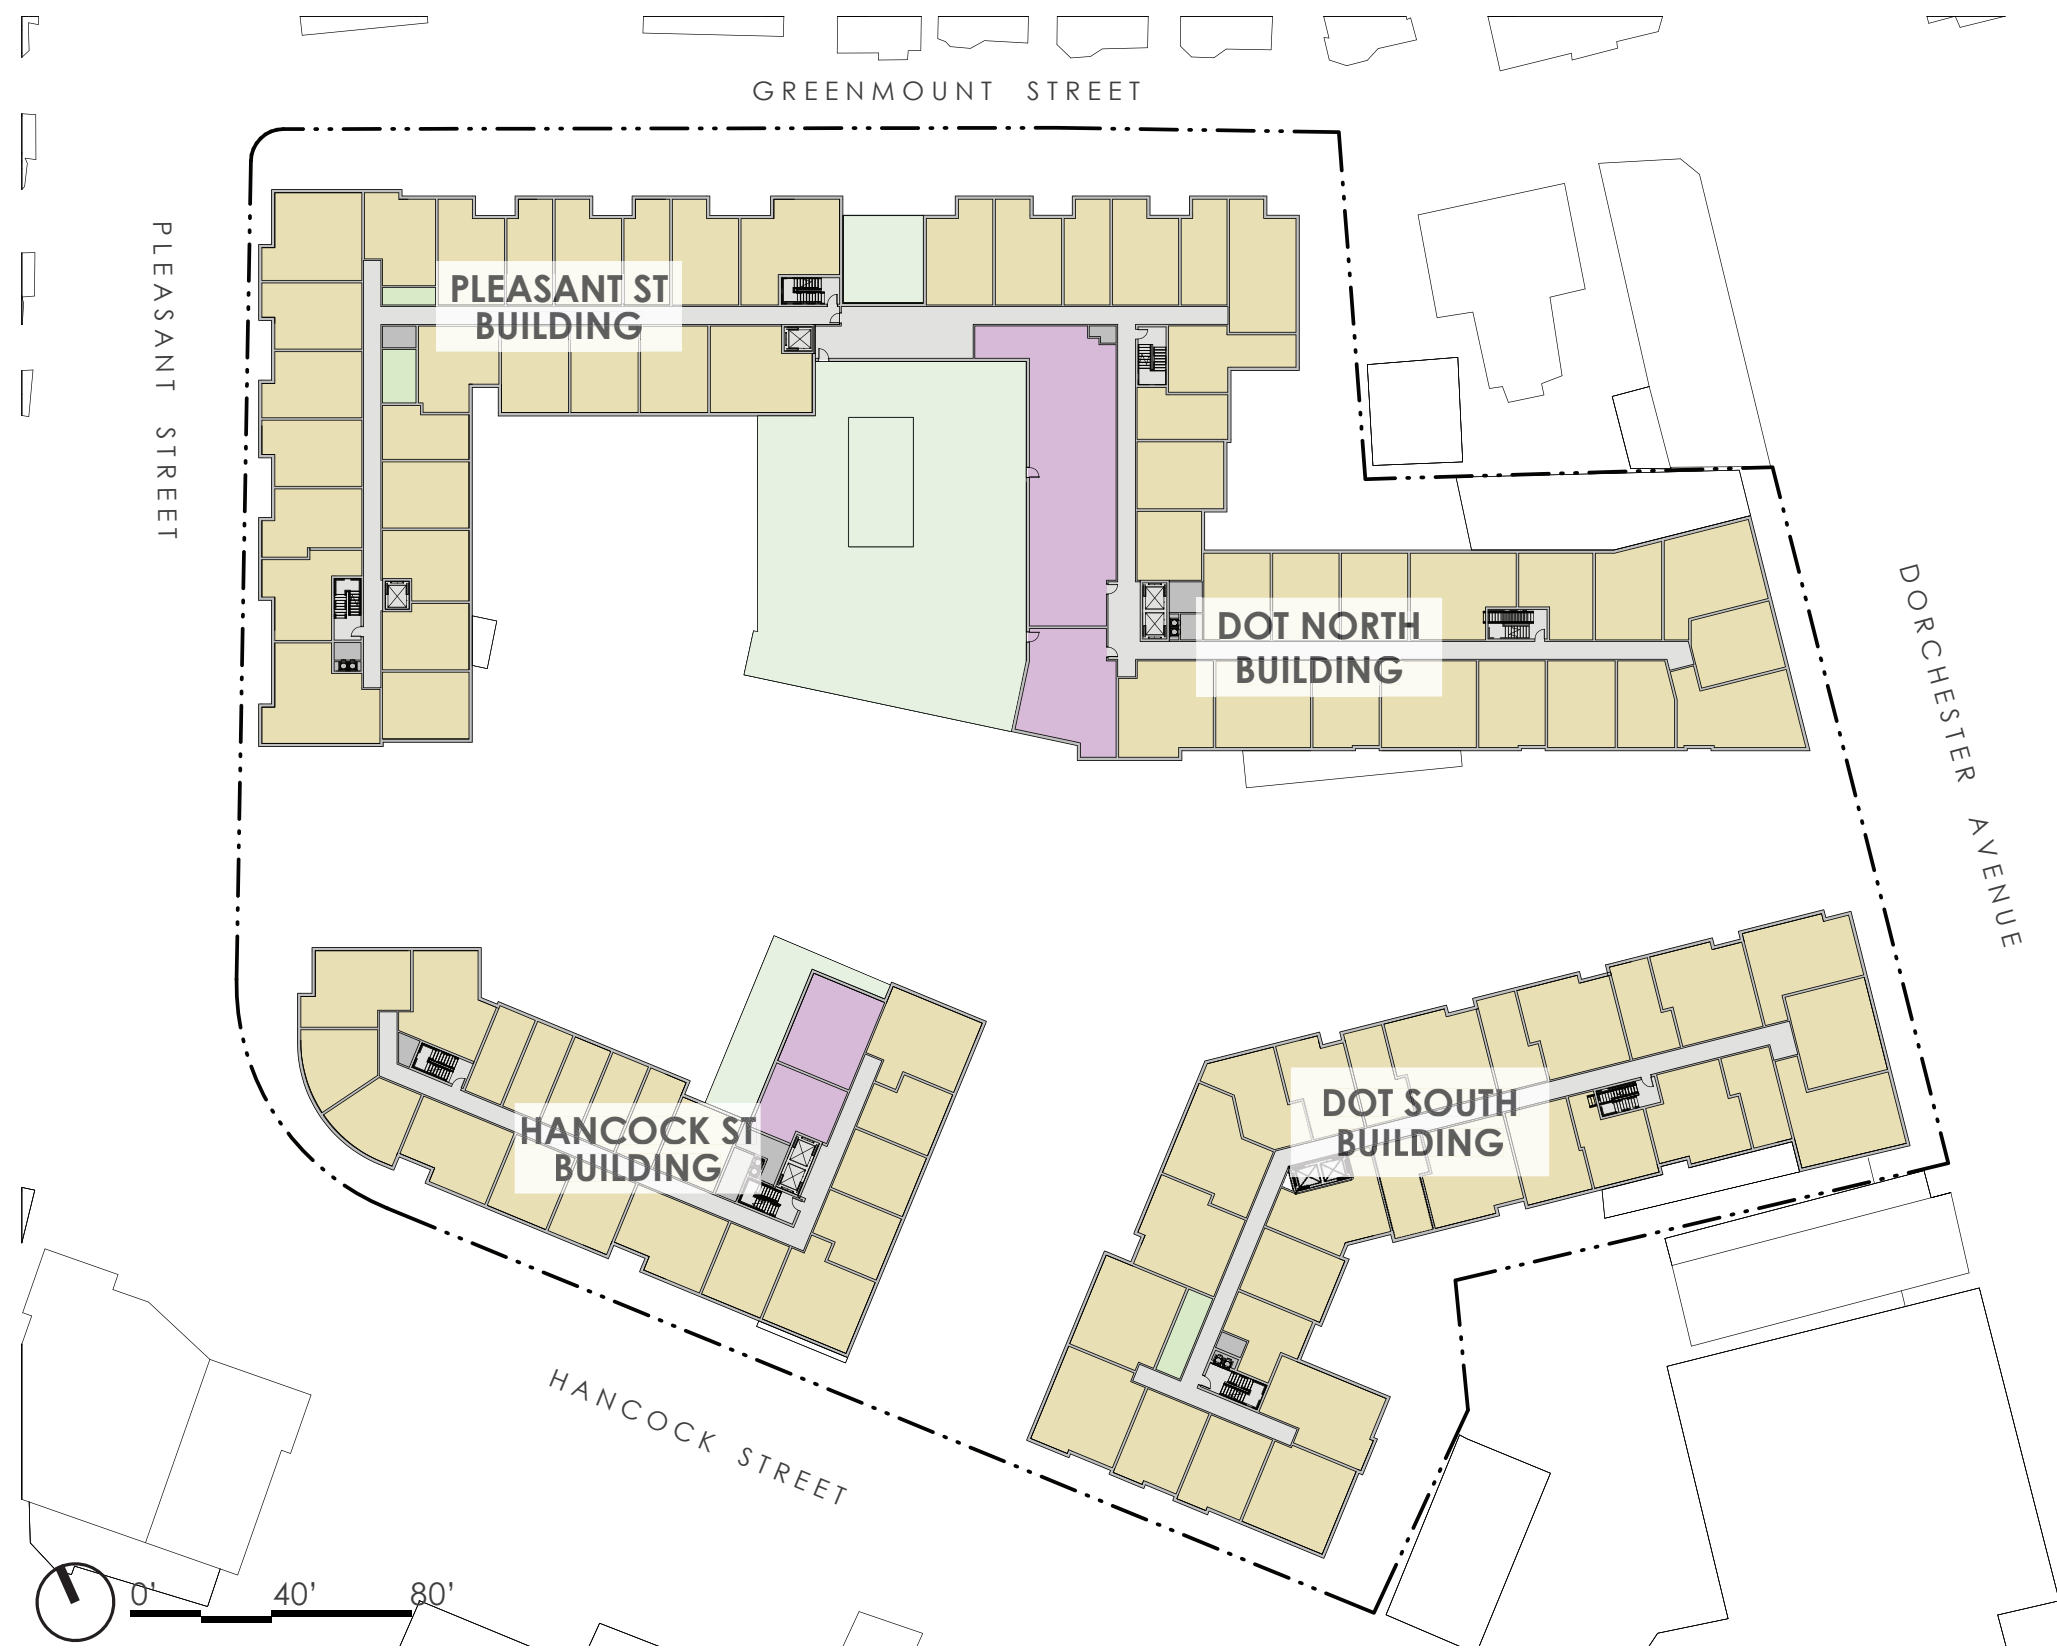 GREENMOUNT STREET
PLEASANT STREET
PLEASANT ST
BUILDING
DOT NORTH
BUILDING
DORCHESTER AVENUE
HANCOCK ST
BUILDING
DOT SOUTH
BUILDING
HANCOCK STREET
0' 40' 80'